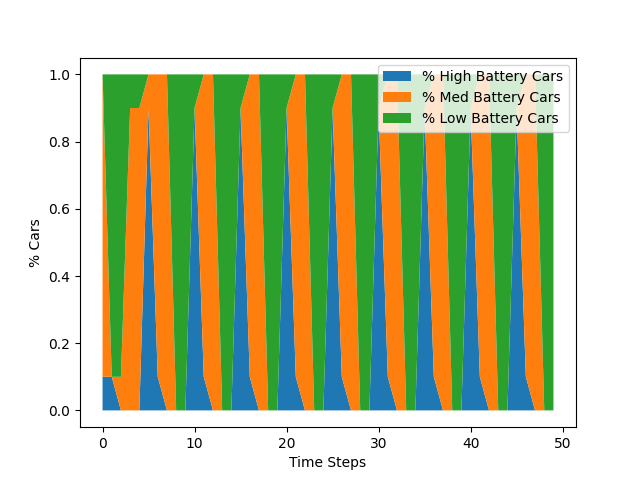 % High Battery Cars
% Med Battery Cars
% Low Battery Cars
1.0
0.8
0.6
0.4
0.2
0.0
% Cars
0
10
20
30
40
50
Time Steps